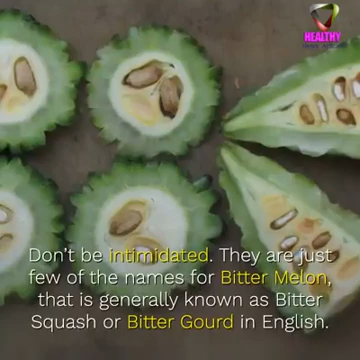 HEALTHY
Don't be intimidated. They are just
few of the names for Bitter Melon,
that is generally known as Bitter
Squash or Bitter Gourd in English.